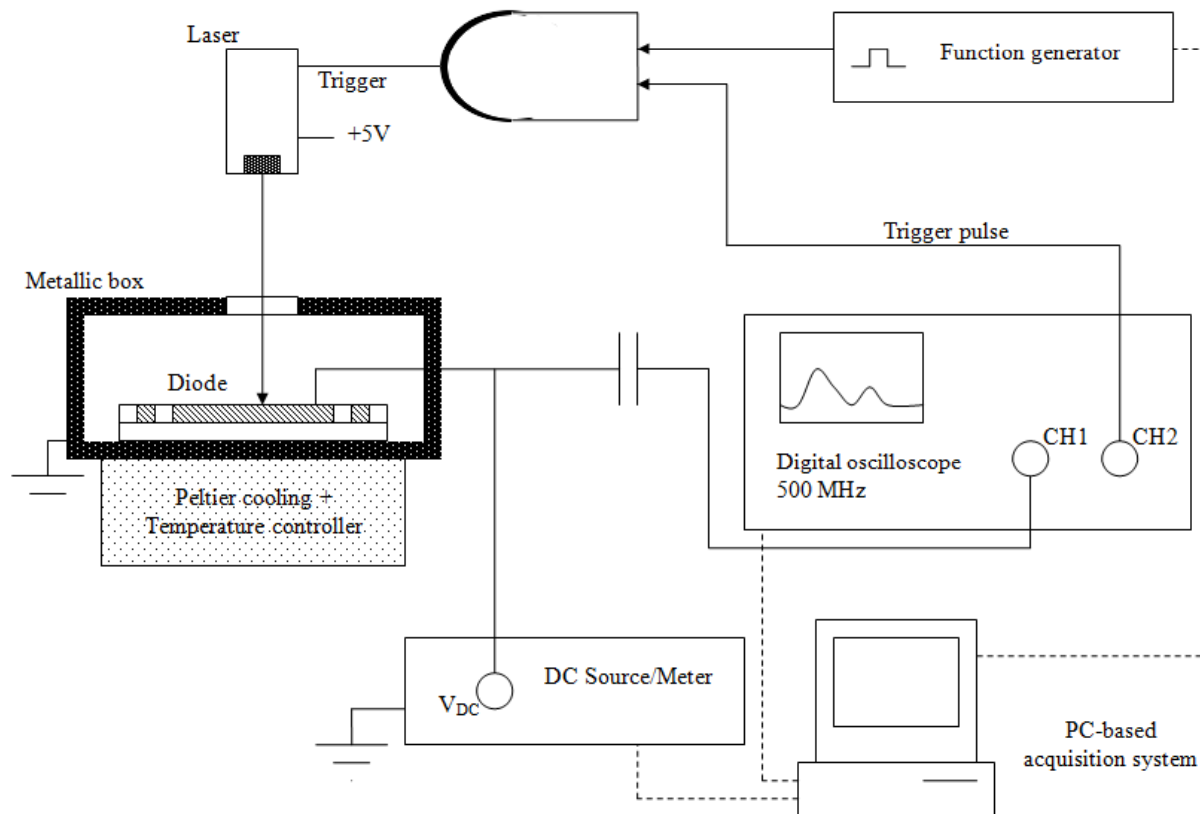 Laser
Trigger
+5V
Function generator
Trigger pulse
Metallic box
Diode
Peltier cooling +
Temperature controller
CH1
CH2
Digital oscilloscope
500 MHz
DC Source/Meter
VDC
PC-based
acquisition system